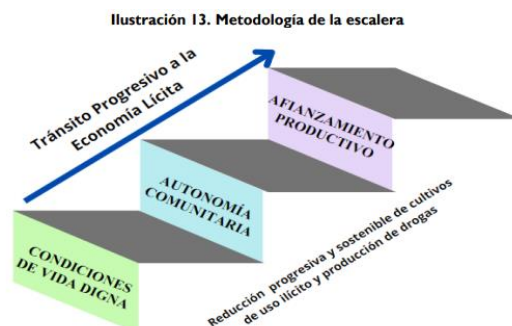 Ilustración 13. Metodología de la escalera
Tránsito Progresivo a la
Economía Lícita
AFIANZAMIENTO
PRODUCTIVO
AUTONOMÍA
COMUNITARIA
CONDICIONES
DE VIDA DIGNA
Reducción progresiva y sostenible de cultivos
de uso ilícito y producción de drogas